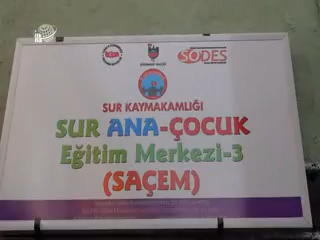 SODES
SUR KAYMAKAMLIĞI
SUR ANA-ÇOCUK
Eğitim Merkezi-3
(SAÇEM)